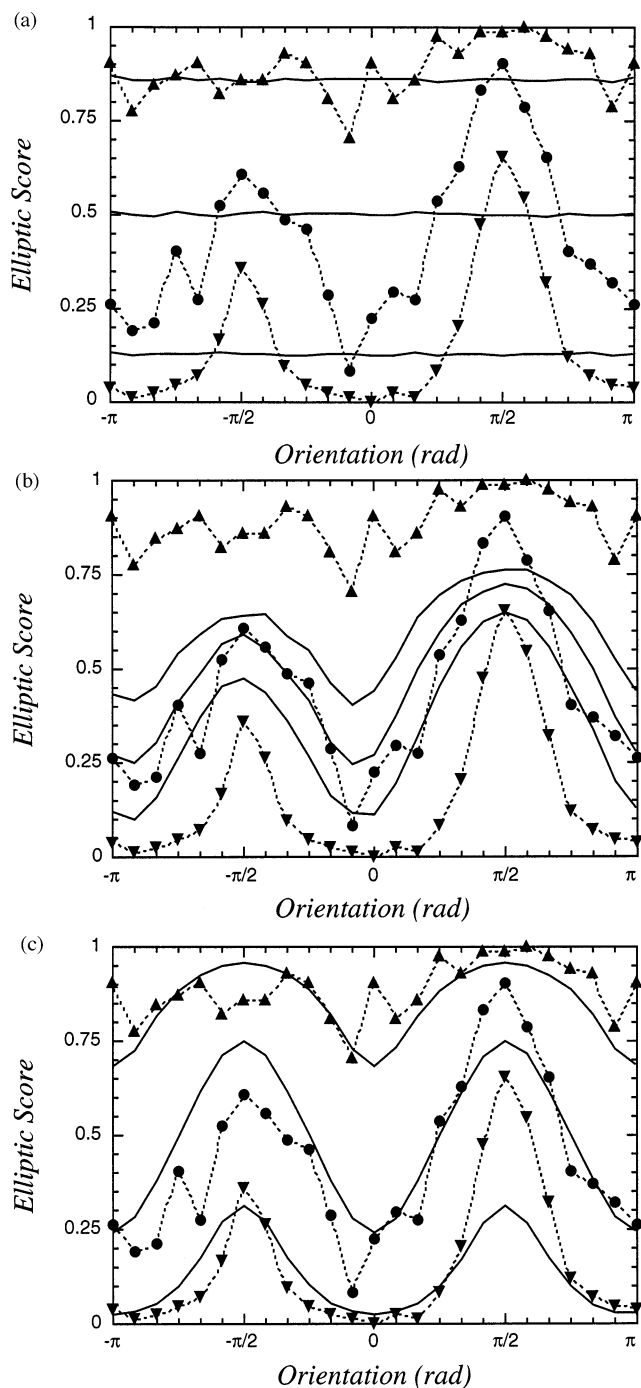 (a)
1
0.75
0.5
0.25
0
Elliptic Score
-π -π/2 0 π/2 π
Orientation (rad)
(b)
1
0.75
0.5
0.25
0
Elliptic Score
-π -π/2 0 π/2 π
Orientation (rad)
(c)
1
0.75
0.5
0.25
0
Elliptic Score
-π -π/2 0 π/2 π
Orientation (rad)